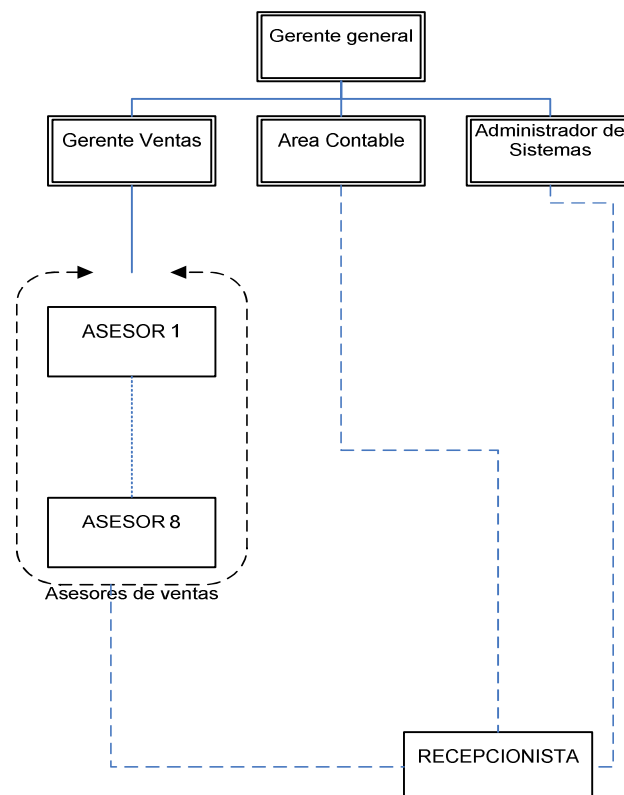 Gerente general
Gerente Ventas
Area Contable
Administrador de
Sistemas
ASESOR 1
ASESOR 8
Asesores de ventas
RECEPCIONISTA